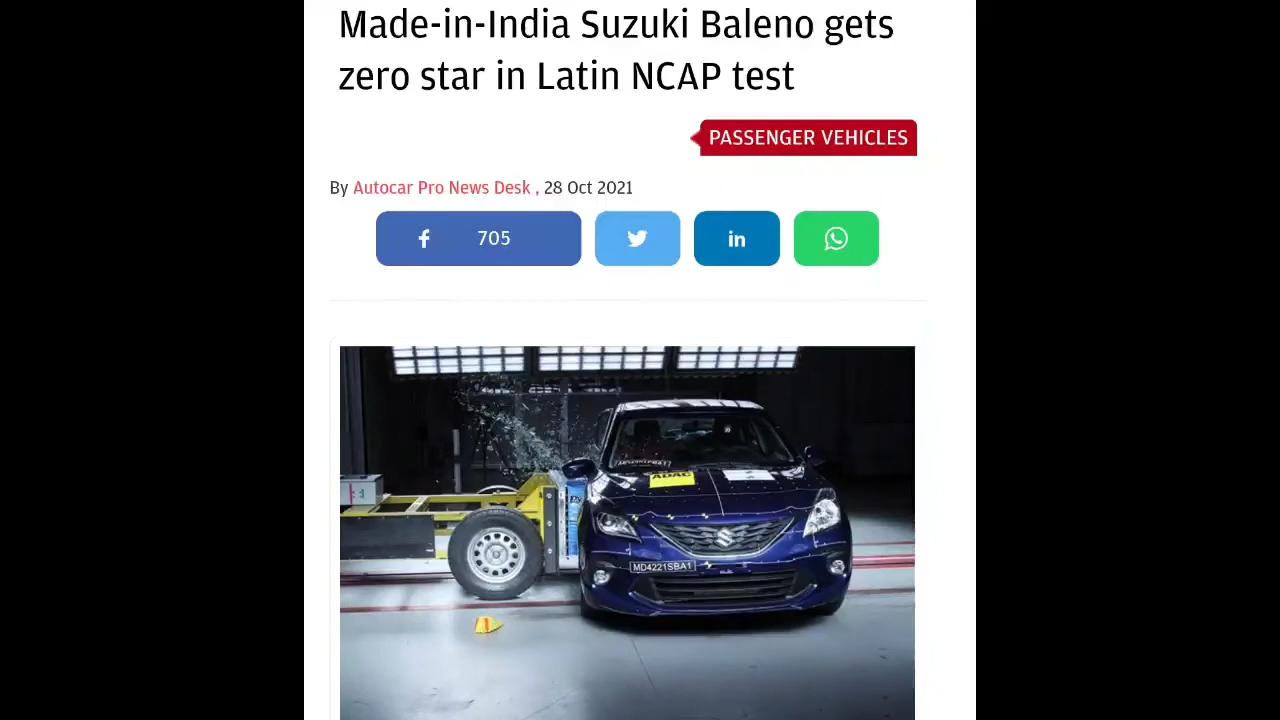 Made-in-India Suzuki Baleno gets
zero star in Latin NCAP test
PASSENGER VEHICLES
By Autocar Pro News Desk , 28 Oct 2021
705
ADAC
MD4221SBA1